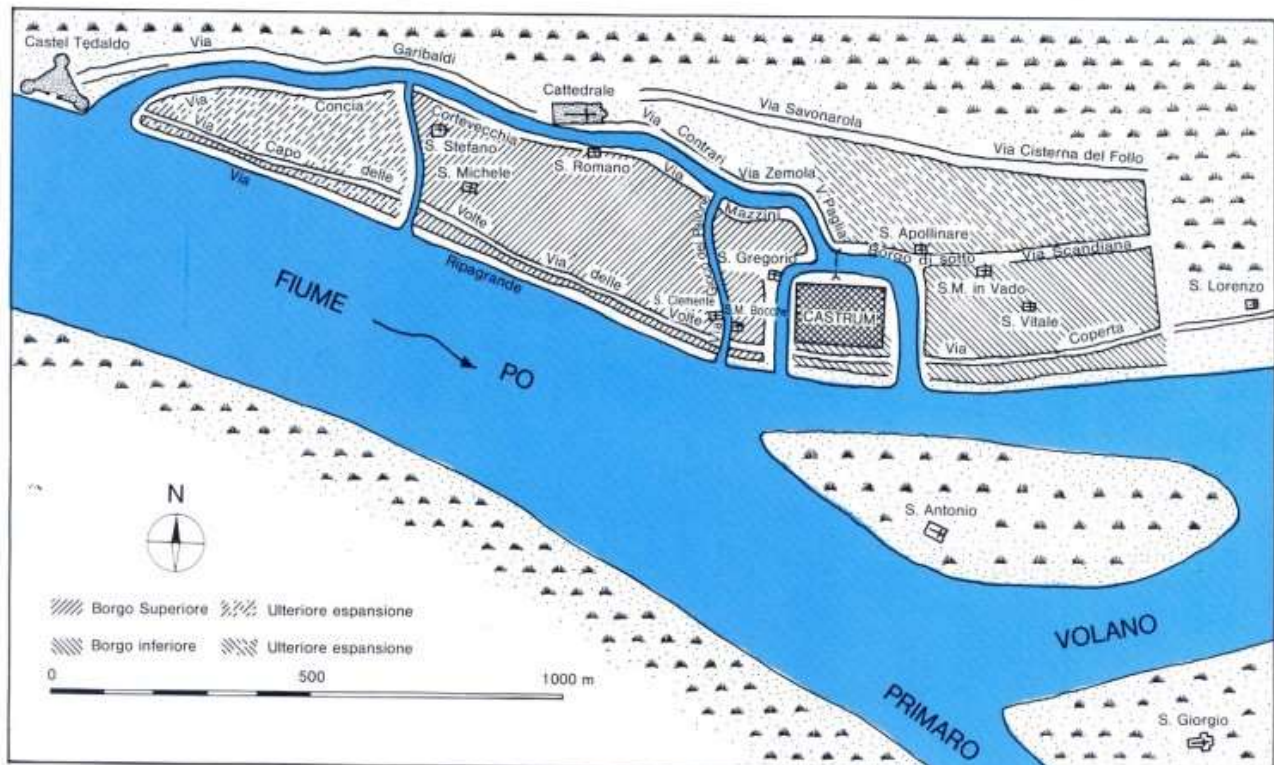 Castel Tedaldo
Via
Garibaldi
Cattedrale
Via Savonarola
Via Contrari
Via Cisterna del Follo
Via Concia
Cortevecchia
S. Stefano
S. Romano
Via
Via Zemola
Via Capo delle Volte
S. Michele
Via
Ripagrande
Mazzini
V. Paglia
S. Apollinare
Borgo di sotto
Via Scandiana
S. Gregorio
S.M. in Vado
S. Lorenzo
Via delle Volte
S. Clemente
S.M. Bocche
CASTRUM
S. Vitale
Via Coperta
FIUME
PO
N
S. Antonio
Borgo Superiore
Ulteriore espansione
Borgo inferiore
Ulteriore espansione
0 500 1000 m
VOLANO
PRIMARO
S. Giorgio